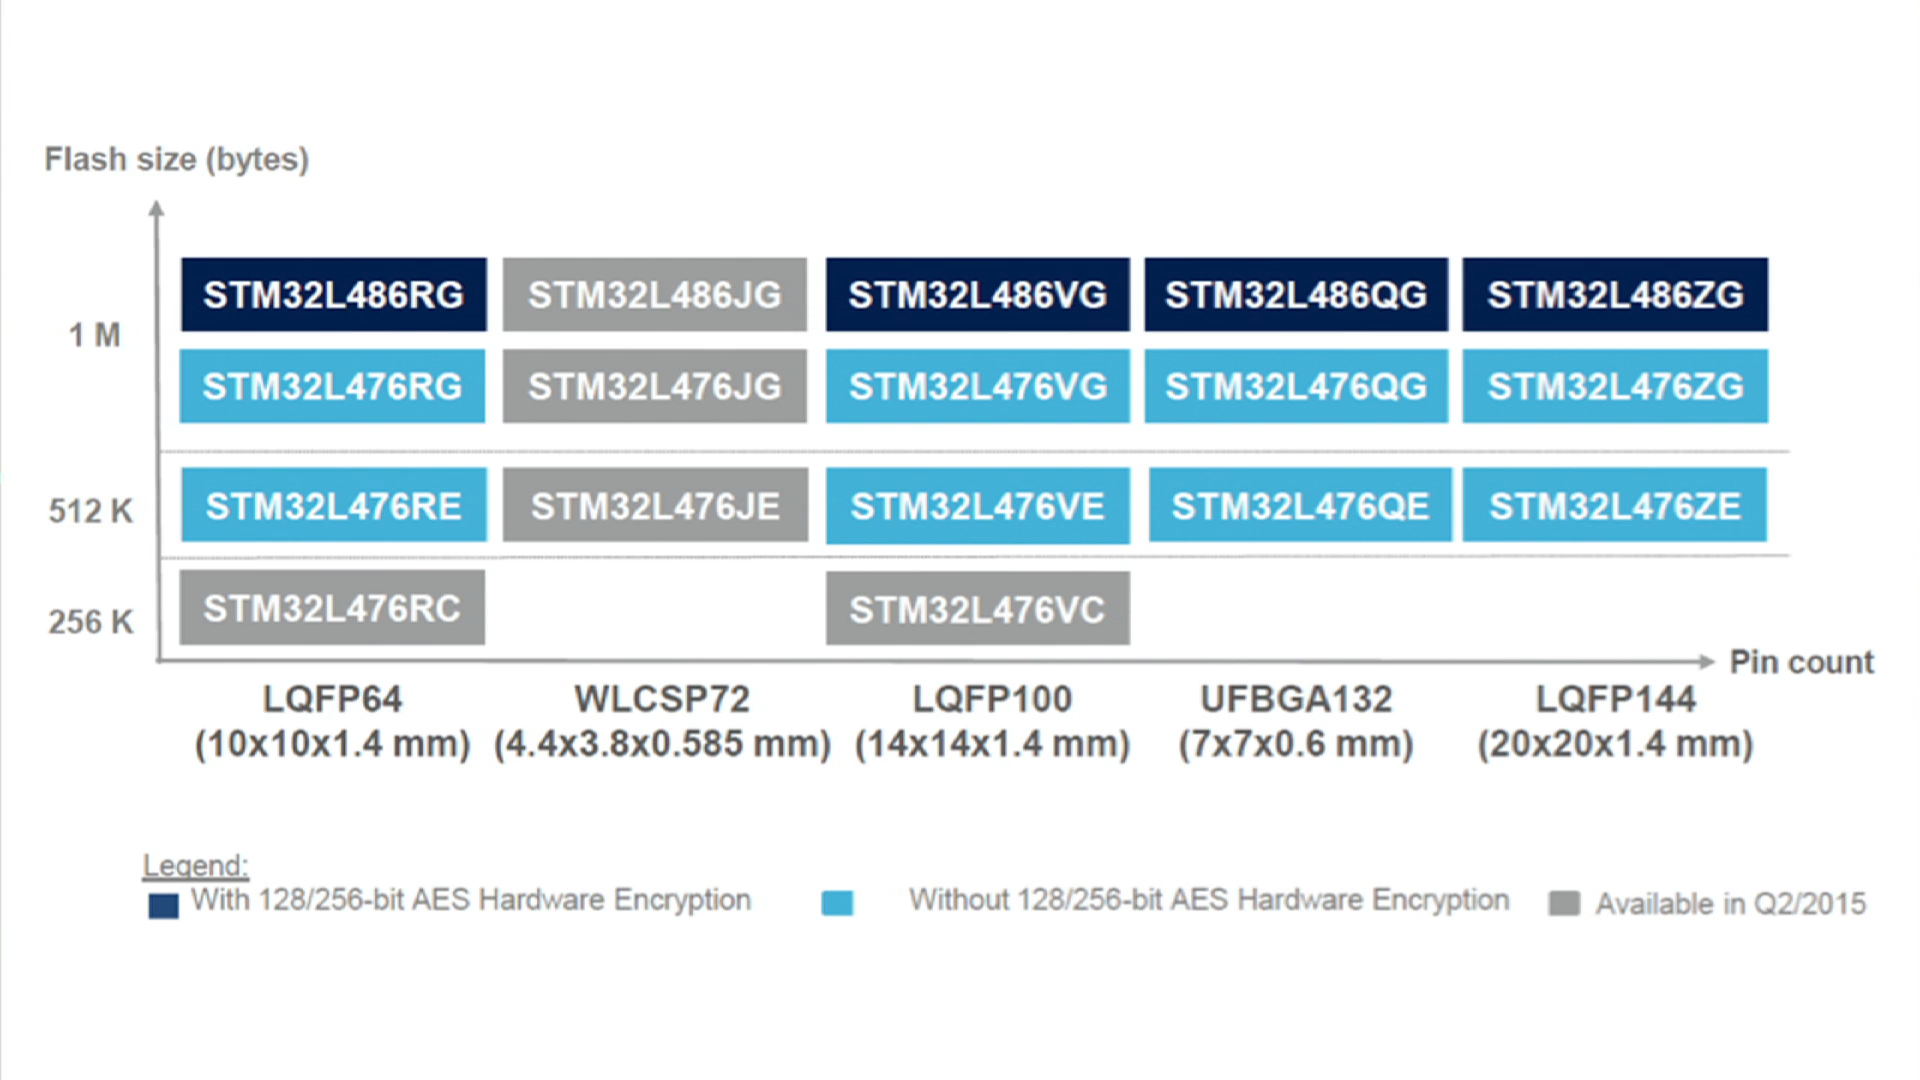 Flash size (bytes)
STM32L486RG STM32L486JG STM32L486VG STM32L486QG STM32L486ZG
1 M
STM32L476RG STM32L476JG STM32L476VG STM32L476QG STM32L476ZG
512 K STM32L476RE STM32L476JE STM32L476VE STM32L476QE STM32L476ZE
256 K STM32L476RC STM32L476VC
Pin count
LQFP64 WLCSP72 LQFP100 UFBGA132 LQFP144
(10x10x1.4 mm) (4.4x3.8x0.585 mm) (14x14x1.4 mm) (7x7x0.6 mm) (20x20x1.4 mm)
Legend:
With 128/256-bit AES Hardware Encryption Without 128/256-bit AES Hardware Encryption Available in Q2/2015